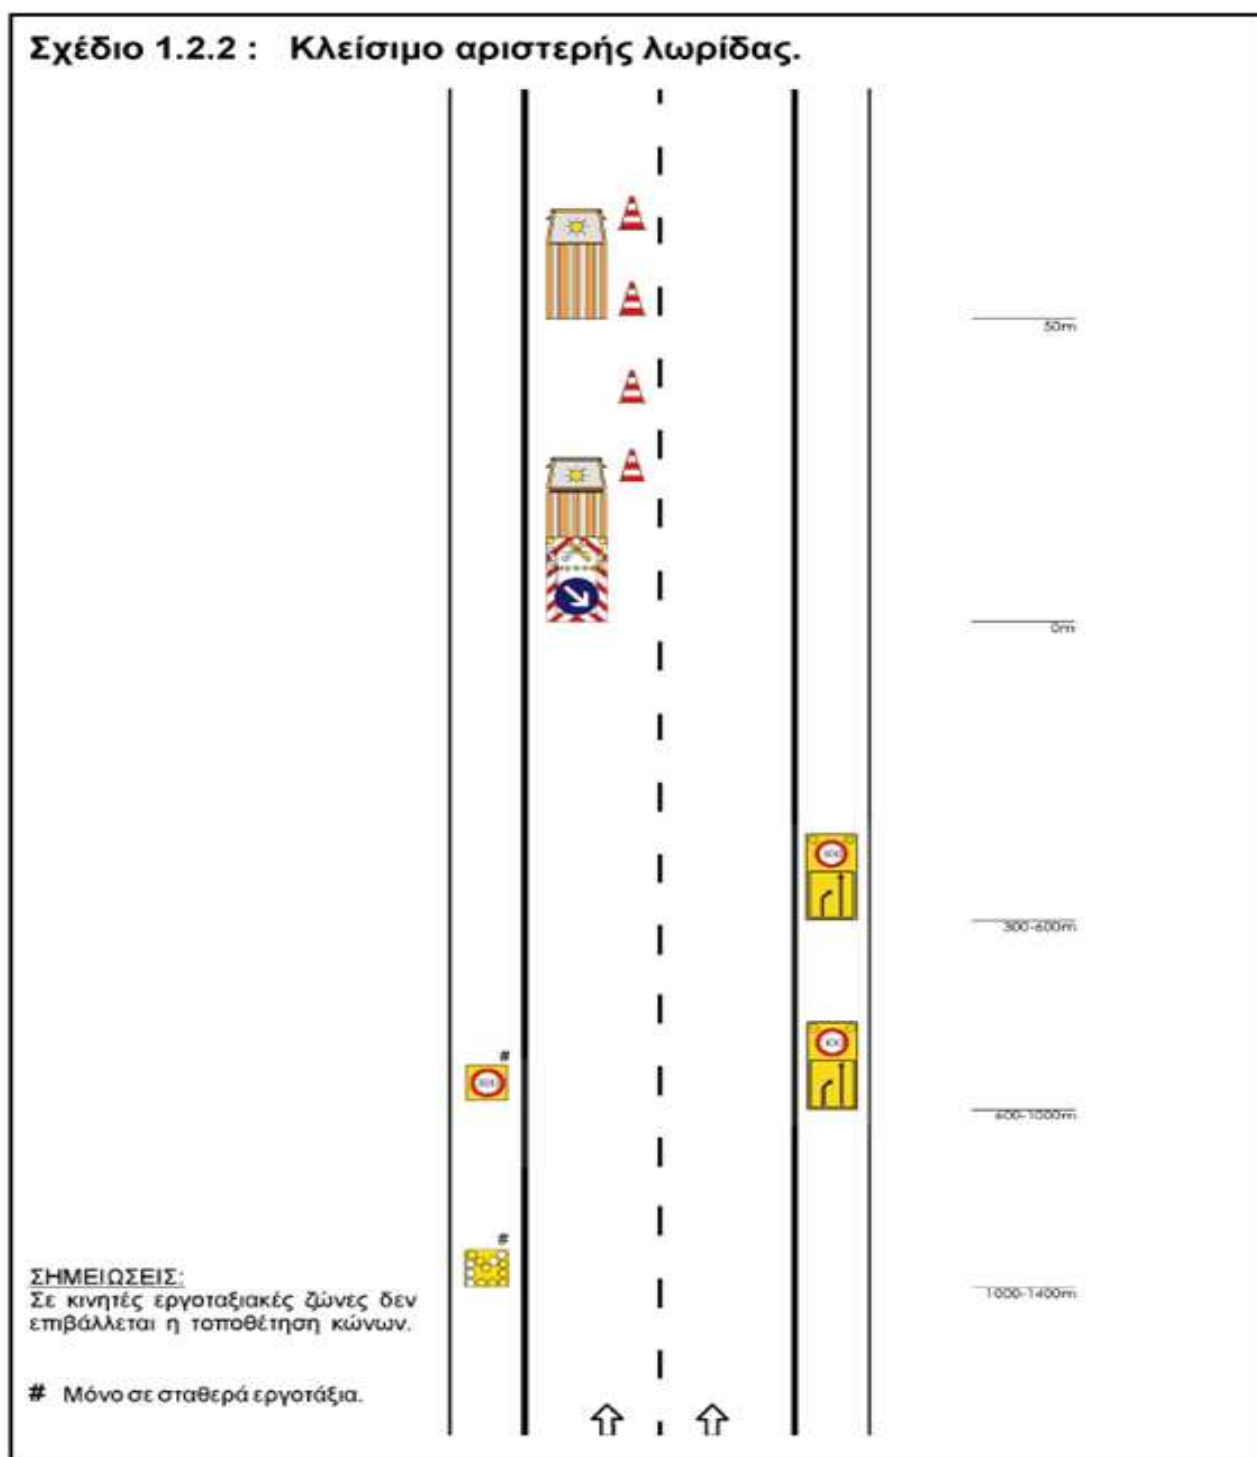 Σχέδιο 1.2.2 : Κλείσιμο αριστερής λωρίδας.
50m
0m
300-600m
600-1000m
#
#
1000-1400m
ΣΗΜΕΙΩΣΕΙΣ:
Σε κινητές εργοταξιακές ζώνες δεν
επιβάλλεται η τοποθέτηση κώνων.
# Μόνο σε σταθερά εργοτάξια.